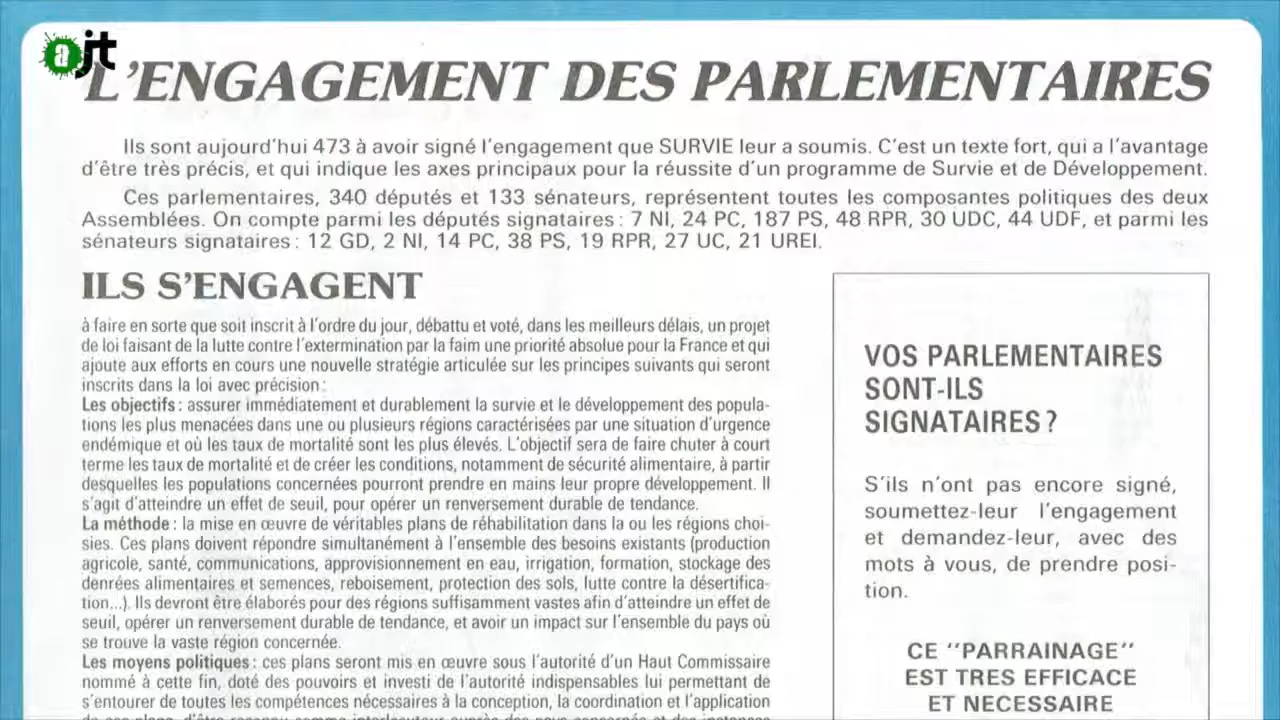 ajt
L'ENGAGEMENT DES PARLEMENTAIRES
Ils sont aujourd'hui 473 à avoir signé l'engagement que SURVIE leur a soumis. C'est un texte fort, qui a l'avantage
d'être très précis, et qui indique les axes principaux pour la réussite d'un programme de Survie et de Développement.
Ces parlementaires, 340 députés et 133 sénateurs, représentent toutes les composantes politiques des deux
Assemblées. On compte parmi les députés signataires : 7 NI, 24 PC, 187 PS, 48 RPR, 30 UDC, 44 UDF, et parmi les
sénateurs signataires : 12 GD, 2 NI, 14 PC, 38 PS, 19 RPR, 27 UC, 21 UREI.
ILS S'ENGAGENT
à faire en sorte que soit inscrit à l'ordre du jour, débattu et voté, dans les meilleurs délais, un projet
de loi faisant de la lutte contre l'extermination par la faim une priorité absolue pour la France et qui
ajoute aux efforts en cours une nouvelle stratégie articulée sur les principes suivants qui seront
inscrits dans la loi avec précision :
Les objectifs : assurer immédiatement et durablement la survie et le développement des popula-
tions les plus menacées dans une ou plusieurs régions caractérisées par une situation d'urgence
endémique et où les taux de mortalité sont les plus élevés. L'objectif sera de faire chuter à court
terme les taux de mortalité et de créer les conditions, notamment de sécurité alimentaire, à partir
desquelles les populations concernées pourront prendre en mains leur propre développement. Il
s'agit d'atteindre un effet de seuil, pour opérer un renversement durable de tendance.
La méthode : la mise en œuvre de véritables plans de réhabilitation dans la ou les régions choi-
sies. Ces plans doivent répondre simultanément à l'ensemble des besoins existants (production
agricole, santé, communications, approvisionnement en eau, irrigation, formation, stockage des
denrées alimentaires et semences, reboisement, protection des sols, lutte contre la désertifica-
tion...). Ils devront être élaborés pour des régions suffisamment vastes afin d'atteindre un effet de
seuil, opérer un renversement durable de tendance, et avoir un impact sur l'ensemble du pays où
se trouve la vaste région concernée.
Les moyens politiques : ces plans seront mis en œuvre sous l'autorité d'un Haut Commissaire
nommé à cette fin, doté des pouvoirs et investi de l'autorité indispensables lui permettant de
s'entourer de toutes les compétences nécessaires à la conception, la coordination et l'application
VOS PARLEMENTAIRES
SONT-ILS
SIGNATAIRES ?
S'ils n'ont pas encore signé,
soumettez-leur l'engagement
et demandez-leur, avec des
mots à vous, de prendre posi-
tion.
CE "PARRAINAGE"
EST TRES EFFICACE
ET NECESSAIRE